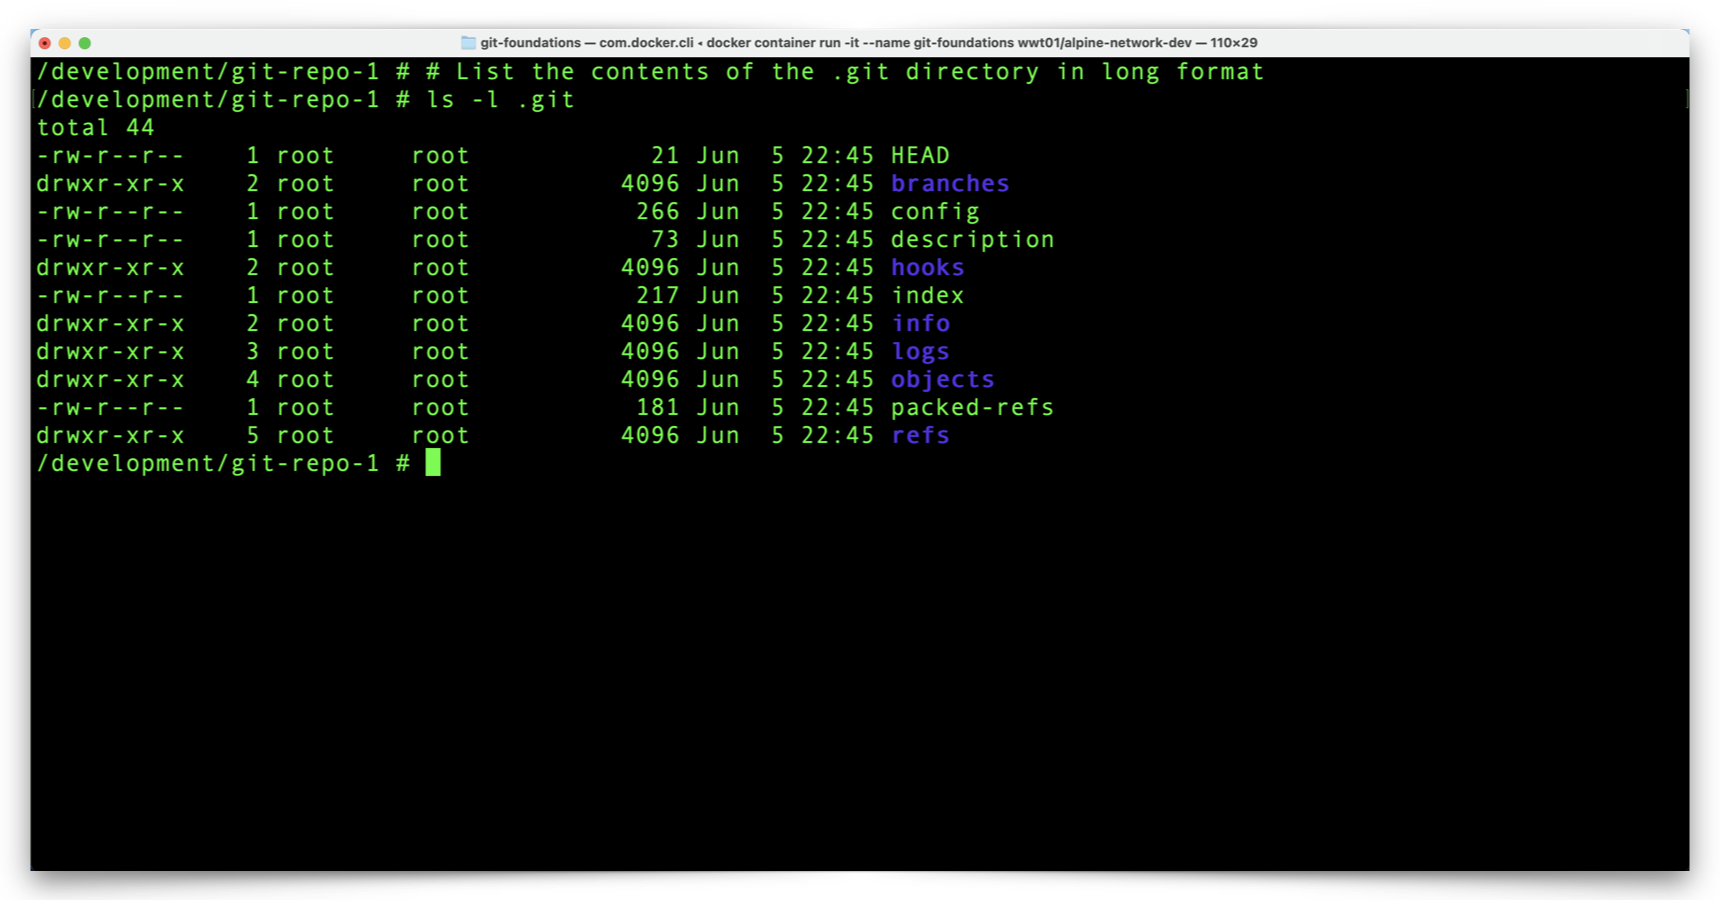 git-foundations — com.docker.cli ◂ docker container run -it --name git-foundations wwt01/alpine-network-dev — 110×29
/development/git-repo-1 # # List the contents of the .git directory in long format
/development/git-repo-1 # ls -l .git
total 44
-rw-r--r--    1 root     root            21 Jun  5 22:45 HEAD
drwxr-xr-x    2 root     root          4096 Jun  5 22:45 branches
-rw-r--r--    1 root     root           266 Jun  5 22:45 config
-rw-r--r--    1 root     root            73 Jun  5 22:45 description
drwxr-xr-x    2 root     root          4096 Jun  5 22:45 hooks
-rw-r--r--    1 root     root           217 Jun  5 22:45 index
drwxr-xr-x    2 root     root          4096 Jun  5 22:45 info
drwxr-xr-x    3 root     root          4096 Jun  5 22:45 logs
drwxr-xr-x    4 root     root          4096 Jun  5 22:45 objects
-rw-r--r--    1 root     root           181 Jun  5 22:45 packed-refs
drwxr-xr-x    5 root     root          4096 Jun  5 22:45 refs
/development/git-repo-1 #